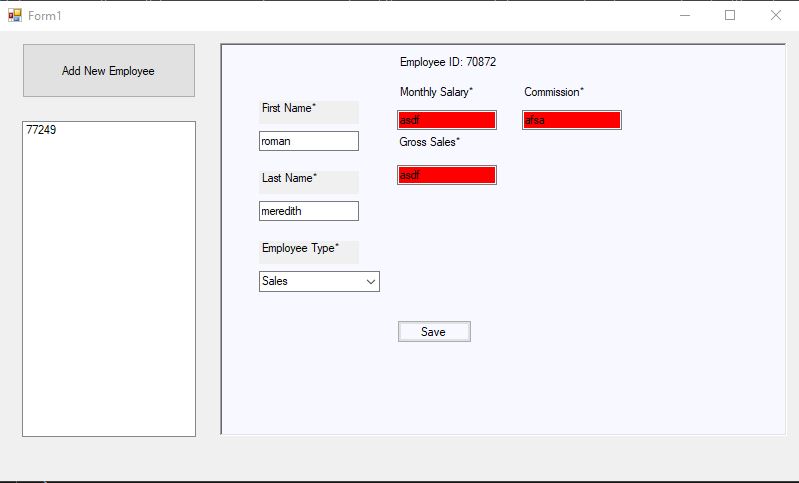 Form1
Add New Employee
77249
Employee ID: 70872
Monthly Salary*
Commission*
First Name*
asdf
afsa
roman
Gross Sales*
Last Name*
asdf
meredith
Employee Type*
Sales
Save